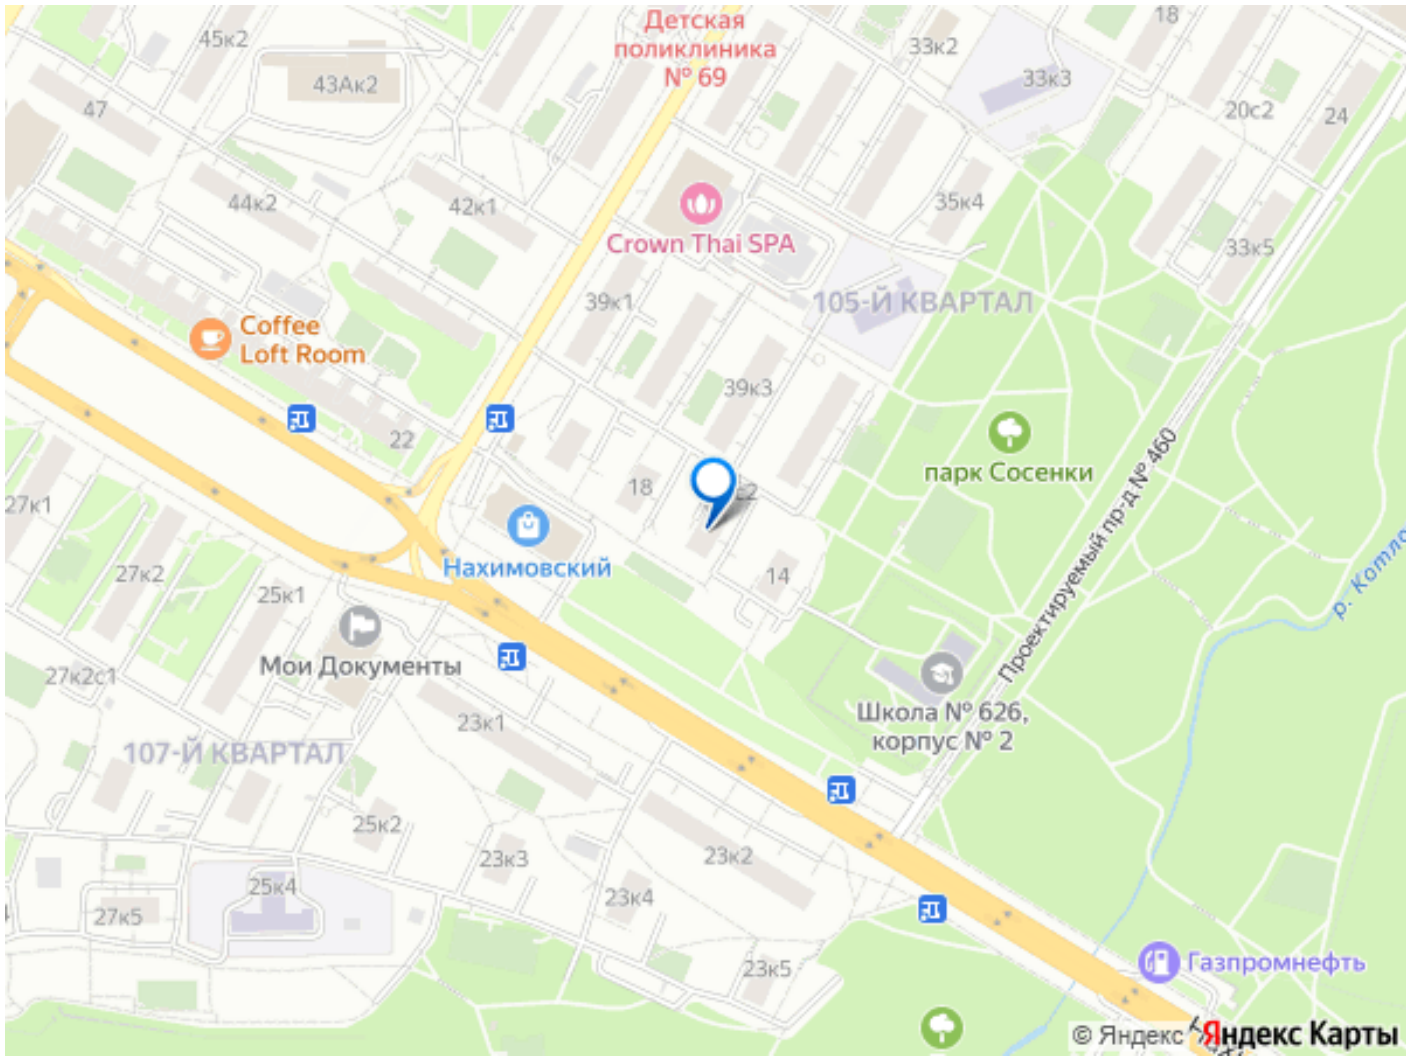 Детская
поликлиника
№ 69
18
45к2
33к2
43Ак2
33к3
47
20с2
24
44к2
42к1
35к4
Crown Thai SPA
33к5
39к1
105-Й КВАРТАЛ
Coffee
Loft Room
39к3
22
парк Сосенки
Проектируемый пр-д № 460
27к1
18
Нахимовский
27к2
14
25к1
р. Котло
Мои Документы
27к2с1
Школа № 626,
корпус № 2
23к1
107-Й КВАРТАЛ
25к2
23к3
23к2
25к4
23к4
27к5
23к5
Газпромнефть
© Яндекс
Яндекс Карты